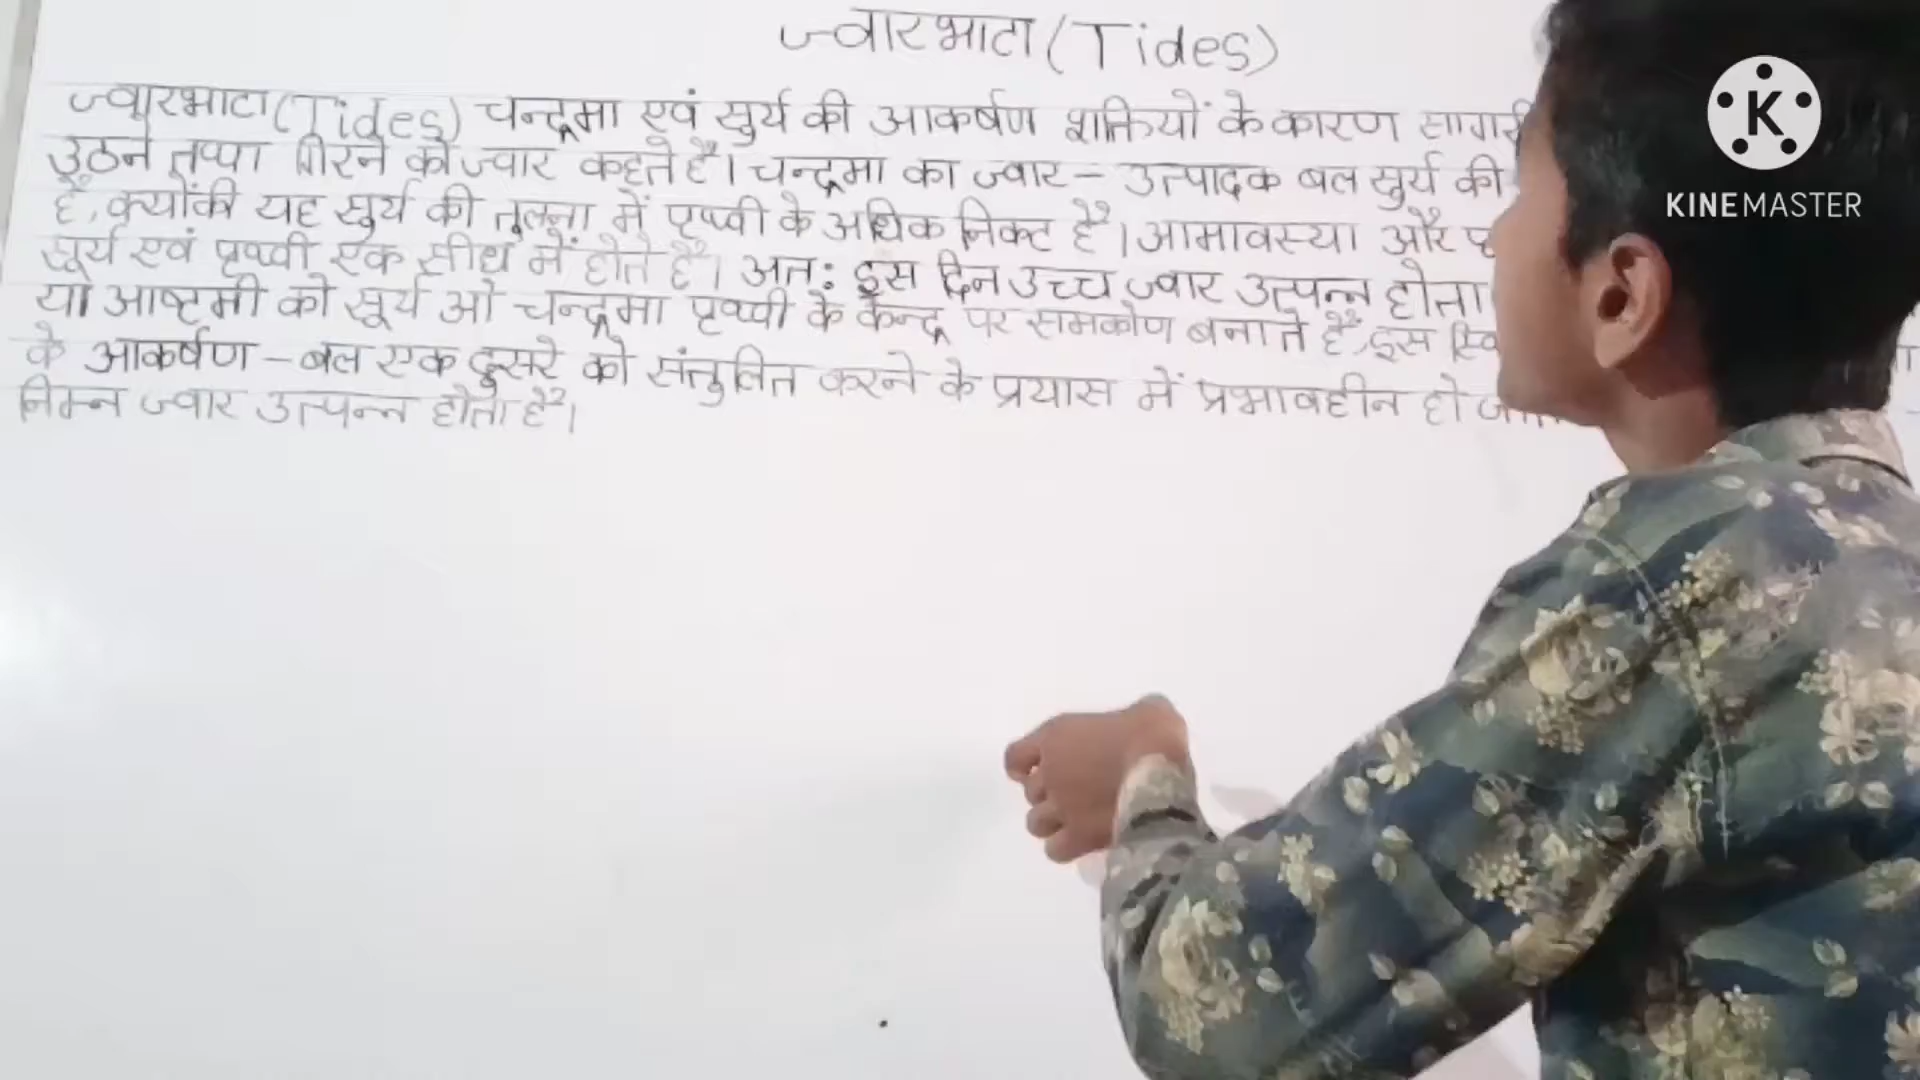 ज्वारभाटा (Tides)
ज्वारभाटा (Tides) चन्द्रमा एवं सुर्य की आकर्षण शक्तियों के कारण
उठने तथा गिरने को ज्वार कहते है। चन्द्रमा का ज्वार - उत्पादक बल सुर्य की
है, क्योंकी यह सुर्य की तुलना में पृथ्वी के अधिक निकट है। आमावस्या और
सूर्य एवं पृथ्वी एक सीध में होते है। अतः इस दिन उच्च ज्वार उत्पन्न होता
या आष्टमी को सूर्य ओ चन्द्रमा पृथ्वी के केन्द्र पर समकोण बनाते है, इस
के आकर्षण - बल एक दुसरे को संतुलित करने के प्रयास में प्रभावहीन हो
निम्न ज्वार उत्पन्न होता है।
K
KINEMASTER